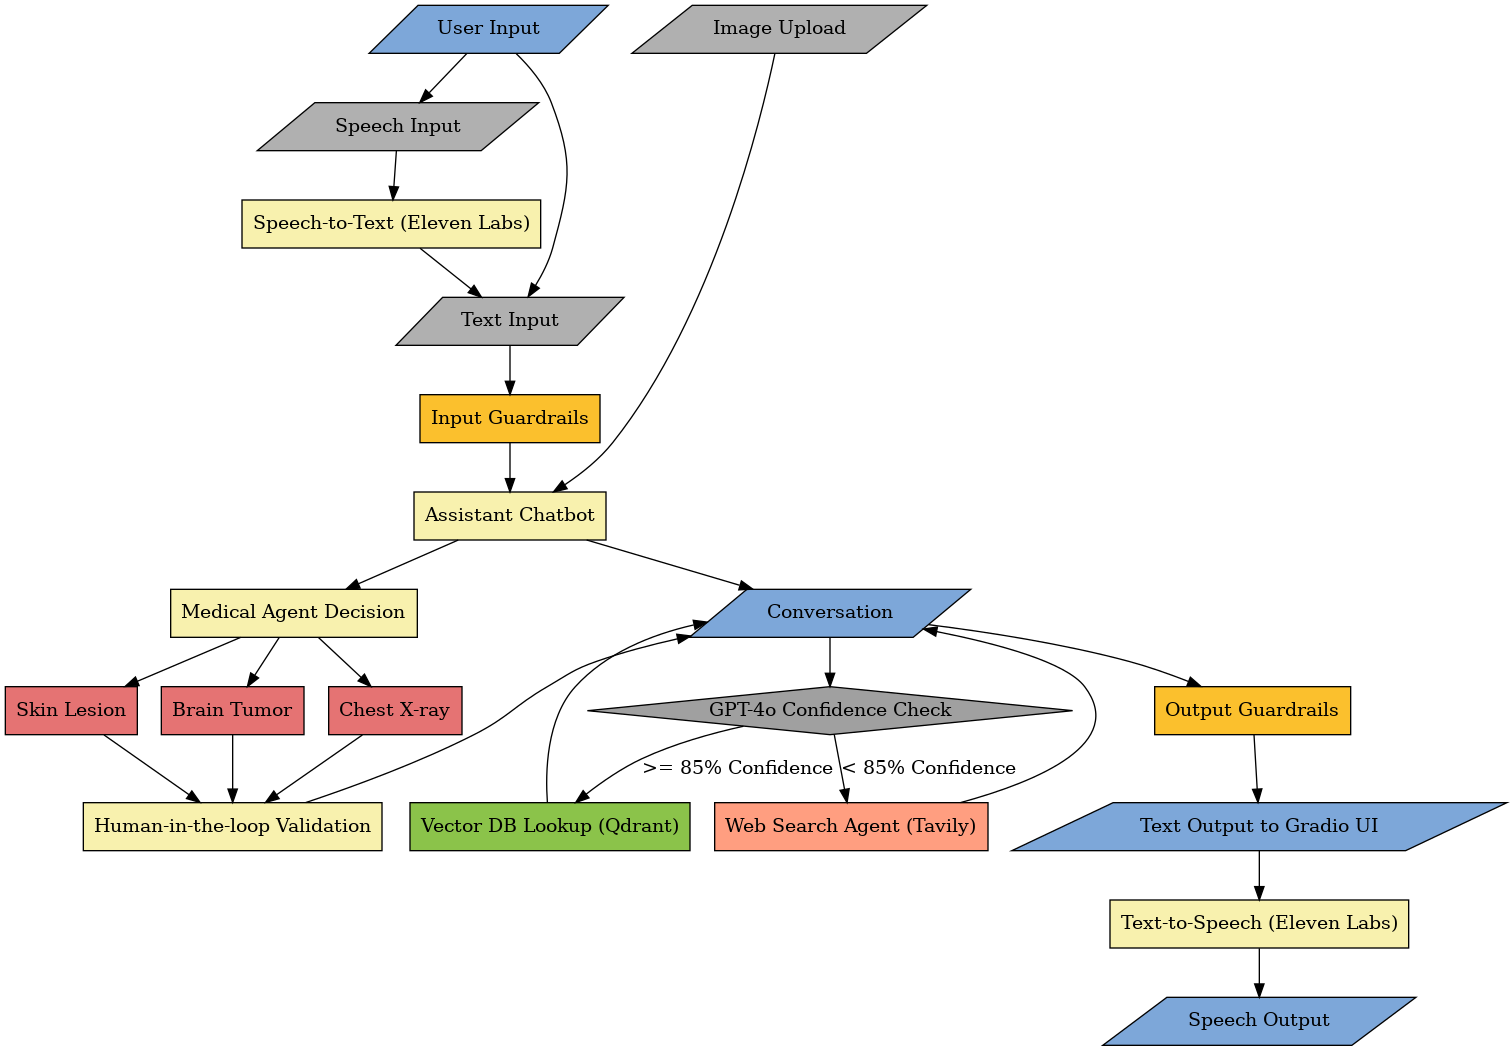 User Input
Image Upload
Speech Input
Speech-to-Text (Eleven Labs)
Text Input
Input Guardrails
Assistant Chatbot
Medical Agent Decision
Conversation
Skin Lesion
Brain Tumor
Chest X-ray
GPT-4o Confidence Check
Output Guardrails
>= 85% Confidence
< 85% Confidence
Human-in-the-loop Validation
Vector DB Lookup (Qdrant)
Web Search Agent (Tavily)
Text Output to Gradio UI
Text-to-Speech (Eleven Labs)
Speech Output